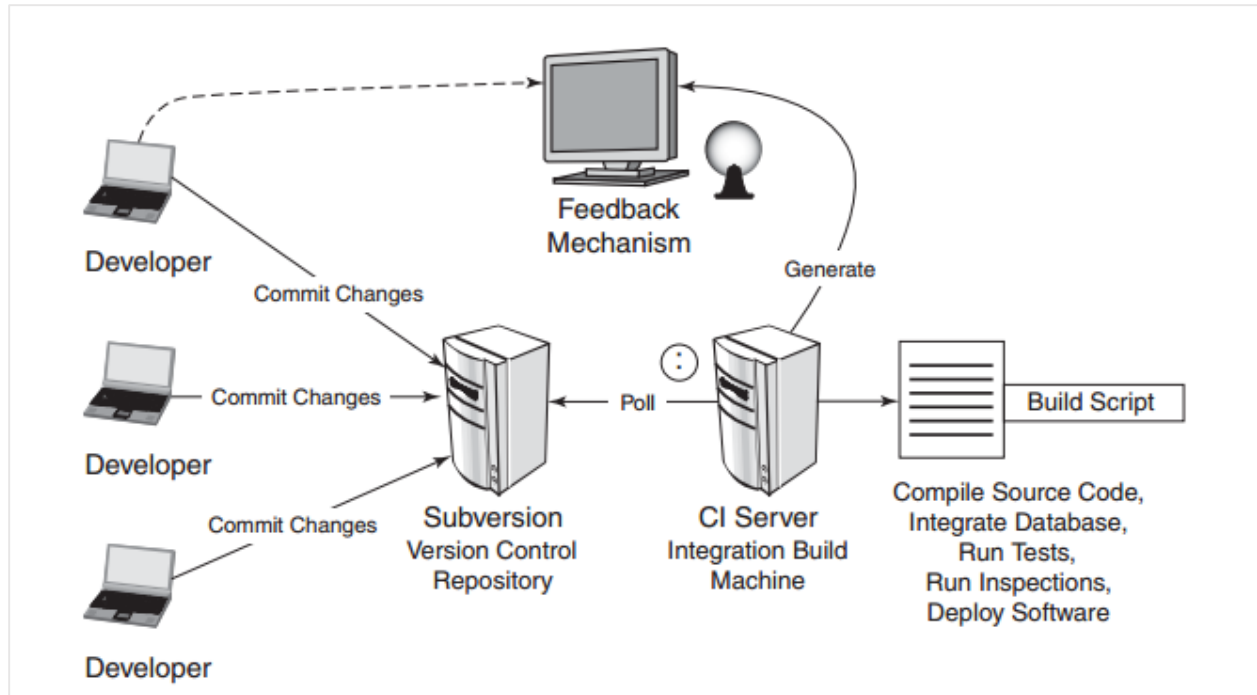 Feedback
Mechanism
Developer
Commit Changes
Generate
Developer
Commit Changes
Poll
Build Script
Subversion
Version Control
Repository
CI Server
Integration Build
Machine
Compile Source Code,
Integrate Database,
Run Tests,
Run Inspections,
Deploy Software
Commit Changes
Developer